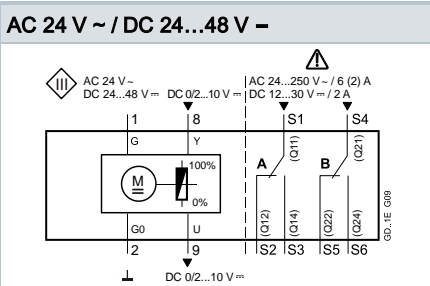 AC 24 V ~ / DC 24...48 V ⎓
III
AC 24 V ~
DC 24...48 V ⎓ DC 0/2...10 V ⎓
AC 24...250 V ~ / 6 (2) A
DC 12...30 V ⎓ / 2 A
1 8 S1 S4
G Y (Q11) (Q21)
100%
A B
M
0%
(Q12) (Q14) (Q22) (Q24)
G0 U
2 9 S2 S3 S5 S6
GD..1E G09
DC 0/2...10 V ⎓